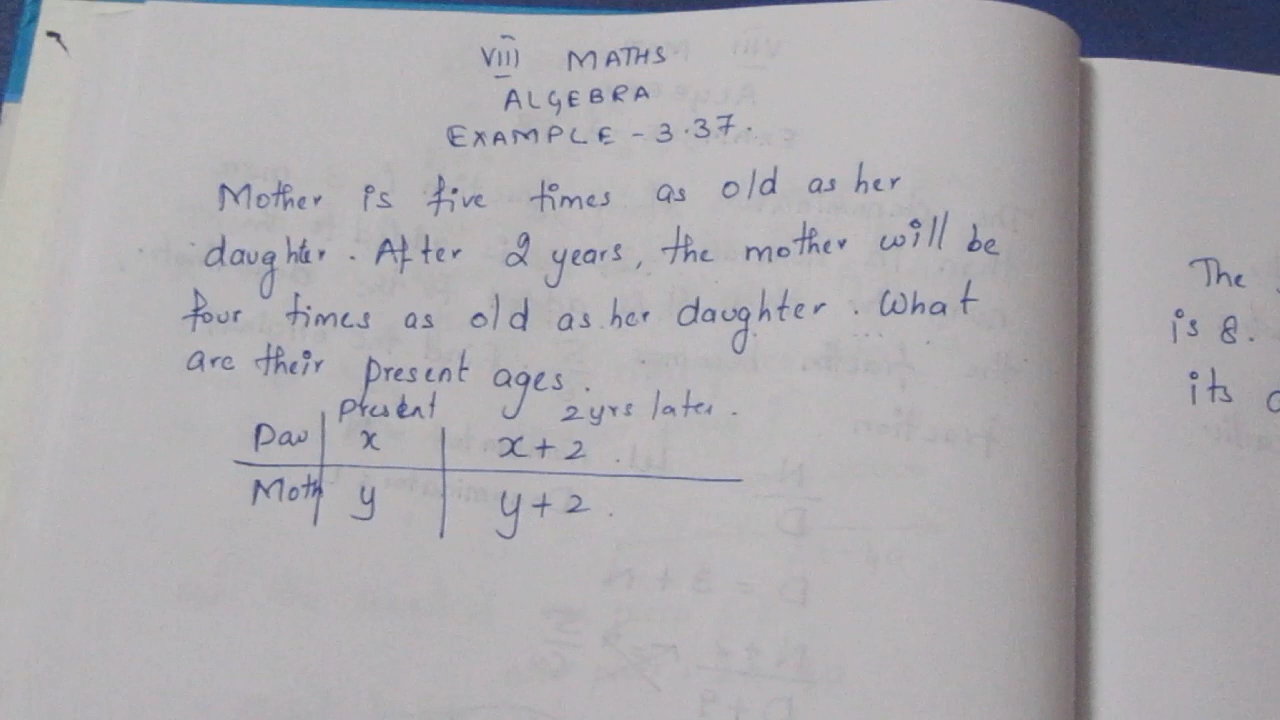 VIII MATHS
ALGEBRA
EXAMPLE - 3.37.
Mother is five times as old as her
daughter. After 2 years, the mother will be
four times as old as her daughter. What
are their present ages.
Present 2 yrs later.
Dau x x+2.
Moth y y+2.
The
is 8.
its